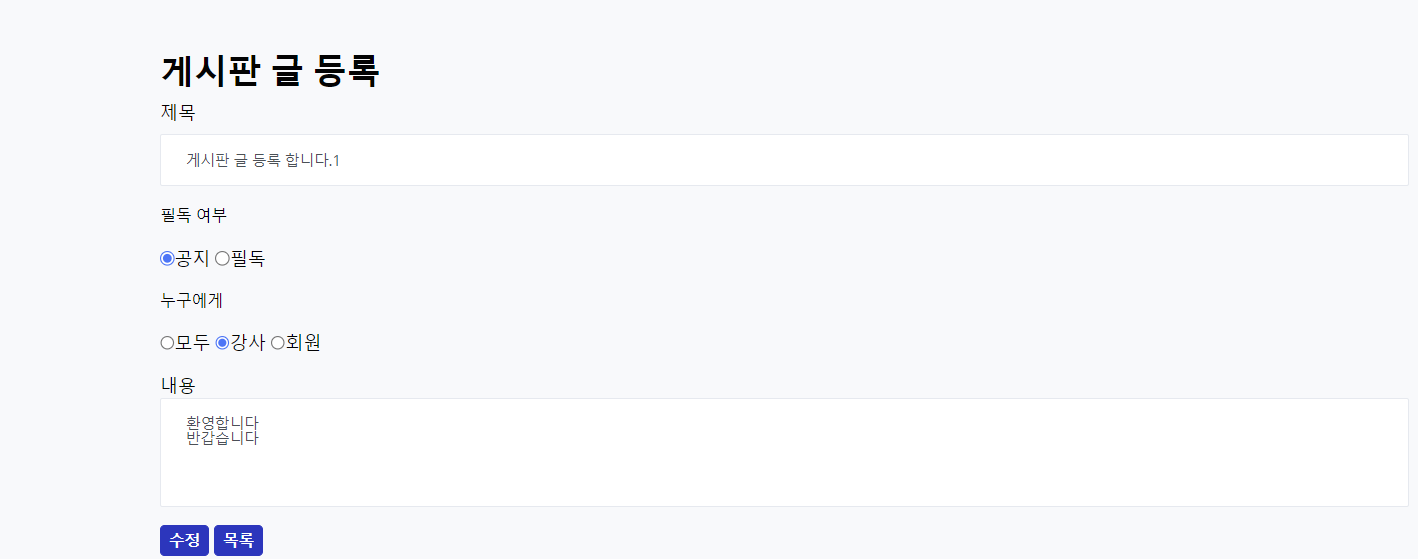 게시판 글 등록
제목
게시판 글 등록 합니다.1
필독 여부
공지 필독
누구에게
모두 강사 회원
내용
환영합니다
반갑습니다
수정 목록